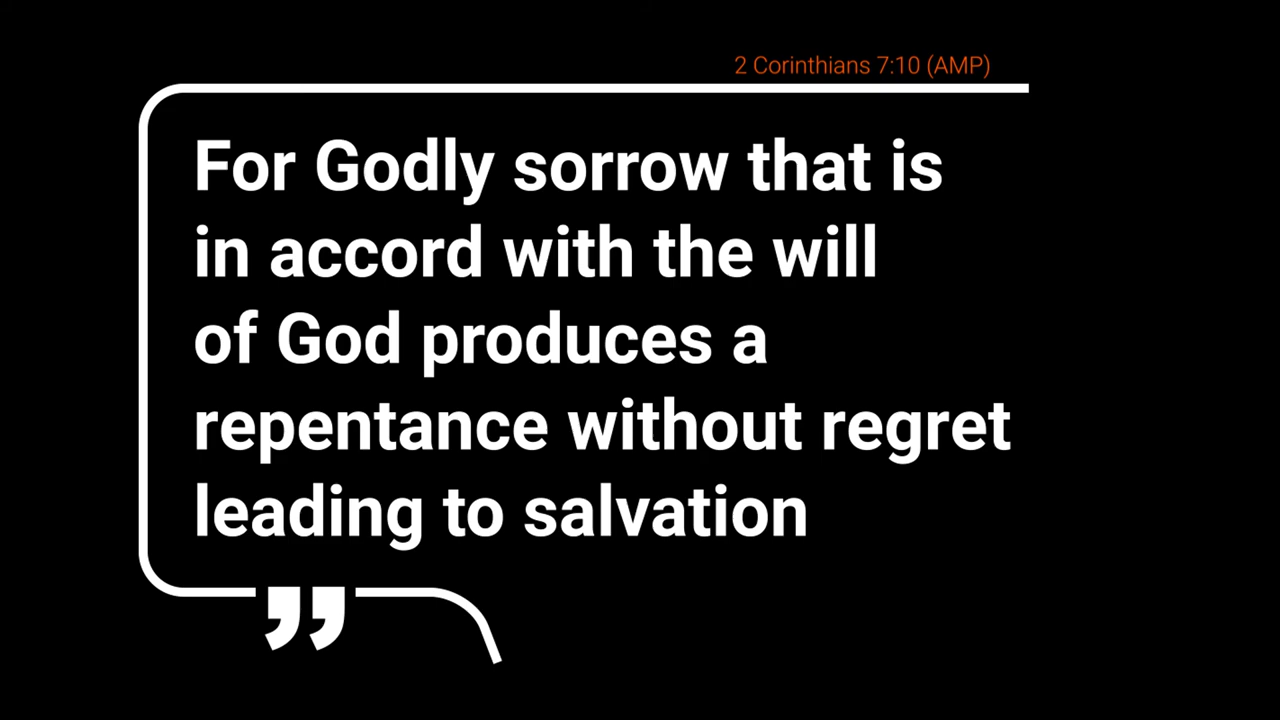 2 Corinthians 7:10 (AMP)
For Godly sorrow that is
in accord with the will
of God produces a
repentance without regret
leading to salvation
”